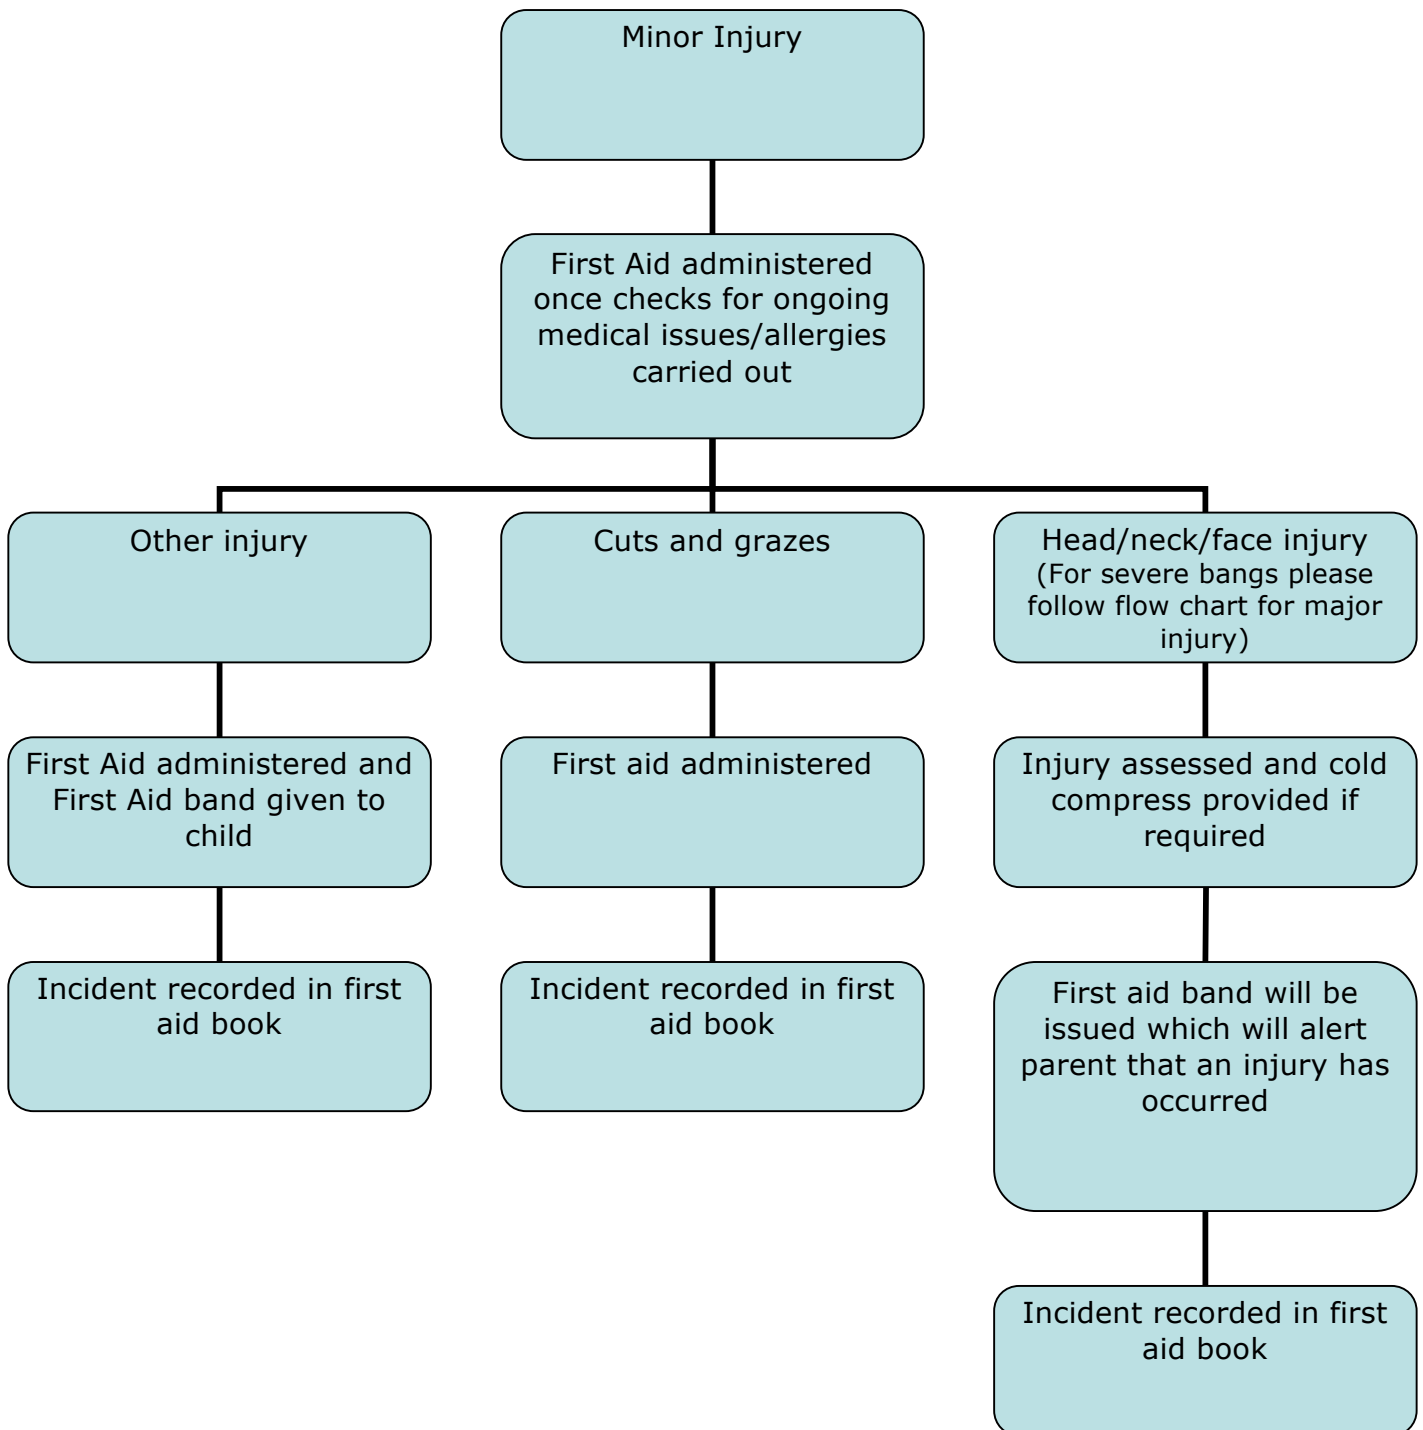 Minor Injury
First Aid administered
once checks for ongoing
medical issues/allergies
carried out
Other injury
Cuts and grazes
Head/neck/face injury
(For severe bangs please
follow flow chart for major
injury)
First Aid administered and
First Aid band given to
child
First aid administered
Injury assessed and cold
compress provided if
required
Incident recorded in first
aid book
Incident recorded in first
aid book
First aid band will be
issued which will alert
parent that an injury has
occurred
Incident recorded in first
aid book